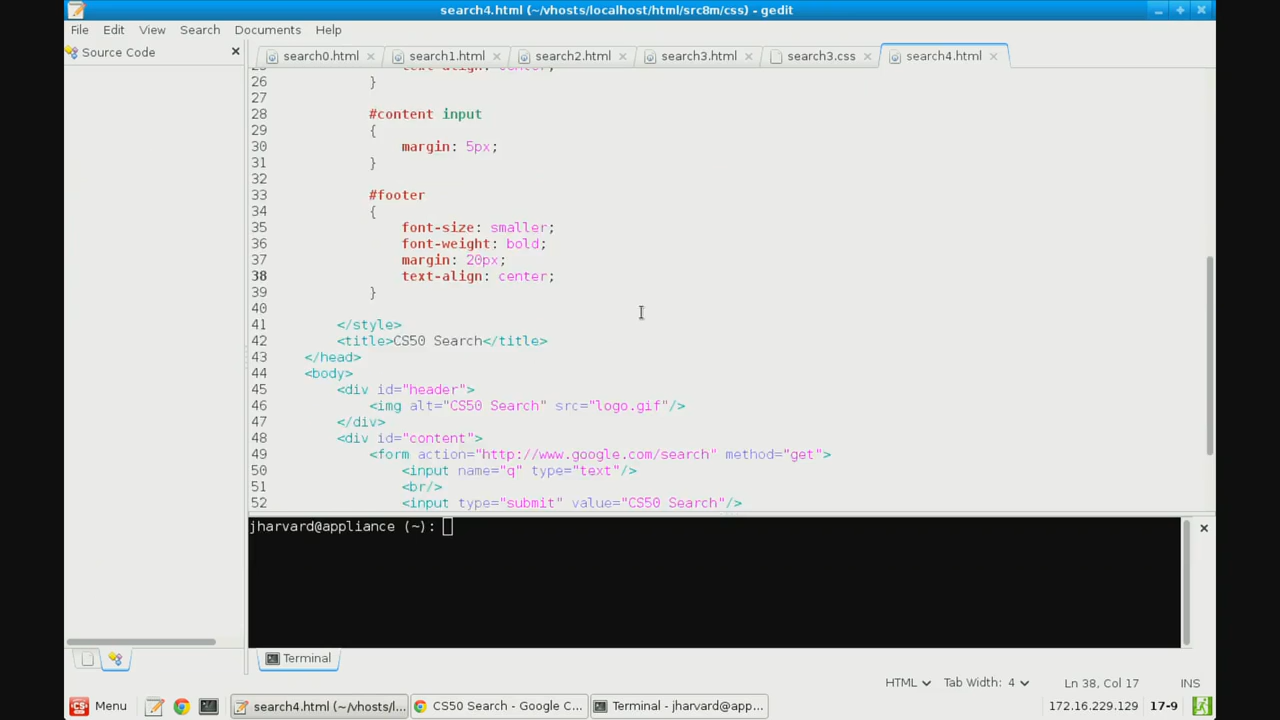 search4.html (~/vhosts/localhost/html/src8m/css) - gedit
File Edit View Search Documents Help
Source Code
search0.html search1.html search2.html search3.html search3.css search4.html
25 text-align: center;
26 }
27
28 #content input
29 {
30 margin: 5px;
31 }
32
33 #footer
34 {
35 font-size: smaller;
36 font-weight: bold;
37 margin: 20px;
38 text-align: center;
39 }
40
41 </style>
42 <title>CS50 Search</title>
43 </head>
44 <body>
45 <div id="header">
46 <img alt="CS50 Search" src="logo.gif"/>
47 </div>
48 <div id="content">
49 <form action="http://www.google.com/search" method="get">
50 <input name="q" type="text"/>
51 <br/>
52 <input type="submit" value="CS50 Search"/>
jharvard@appliance (~):
Terminal
HTML Tab Width: 4 Ln 38, Col 17 INS
CS50 Menu search4.html (~/vhosts/l... CS50 Search - Google C... Terminal - jharvard@app... 172.16.229.129 17-9